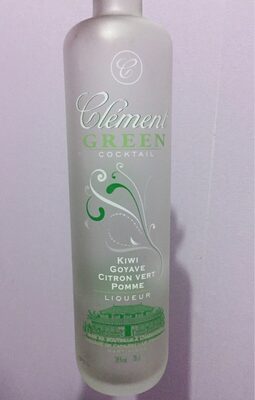 C
Clément
GREEN
COCKTAIL
KIWI
GOYAVE
CITRON VERT
POMME
LIQUEUR